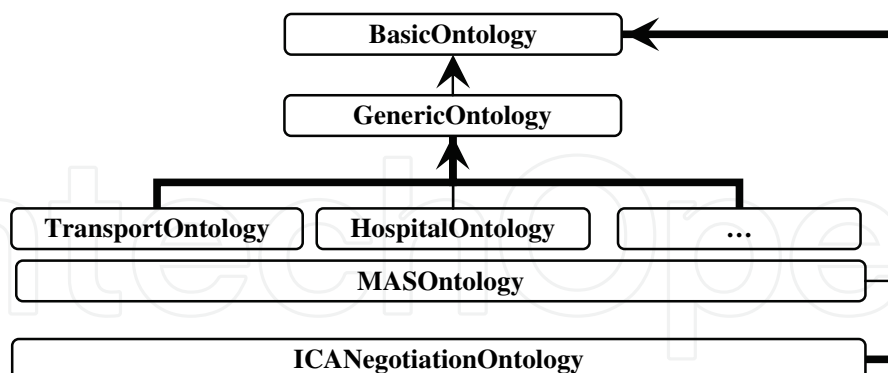 BasicOntology
GenericOntology
TransportOntology HospitalOntology ...
MASOntology
ICANegotiationOntology